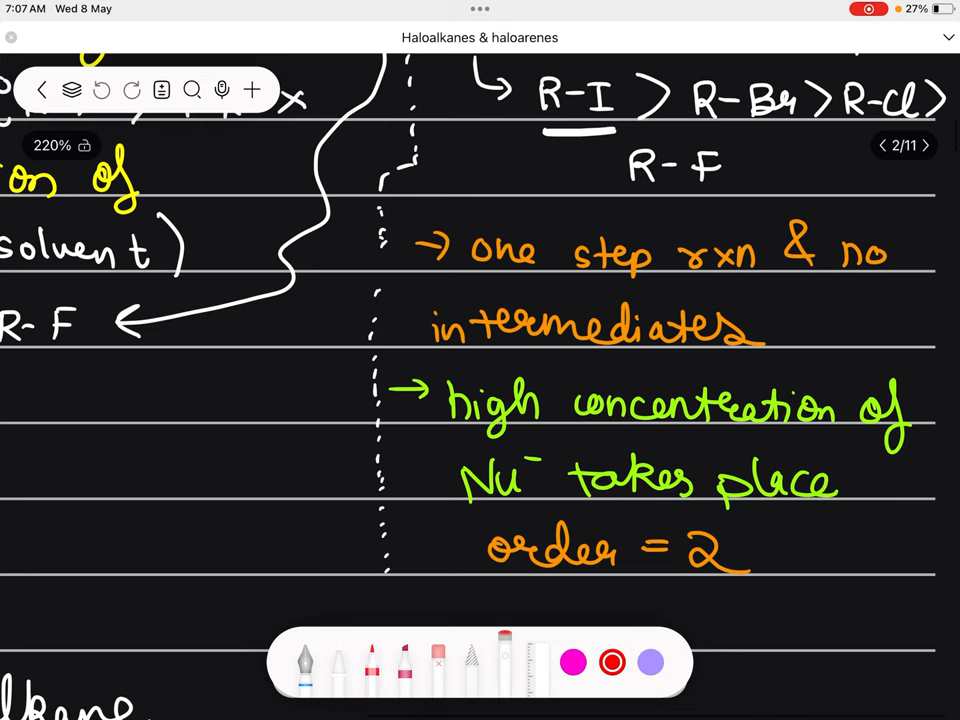 7:07 AM Wed 8 May
27%
Haloalkanes & haloarenes
220%
2/11
x
on of
solvent)
R- F
R-I > R-Br > R-Cl >
R - F
→ one step rxn & no
intermediates
→ high concentration of
Nu⁻ takes place
order = 2
lkane